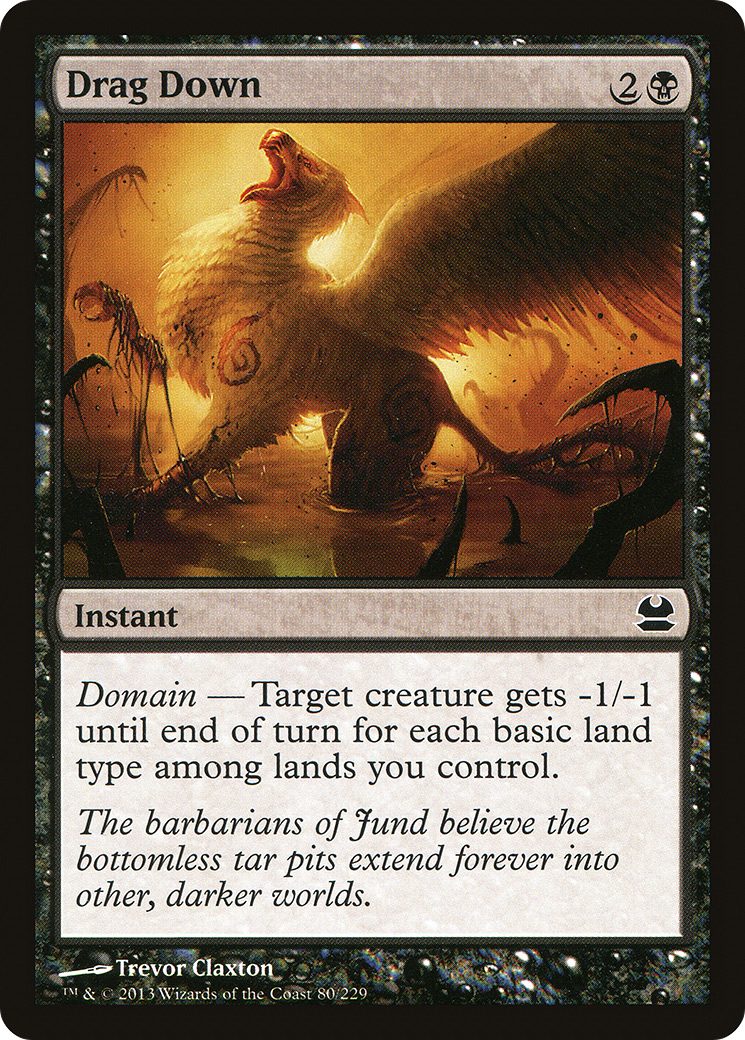 Drag Down 2
Instant
Domain — Target creature gets -1/-1
until end of turn for each basic land
type among lands you control.
The barbarians of Jund believe the
bottomless tar pits extend forever into
other, darker worlds.
Trevor Claxton
™ & © 2013 Wizards of the Coast 80/229